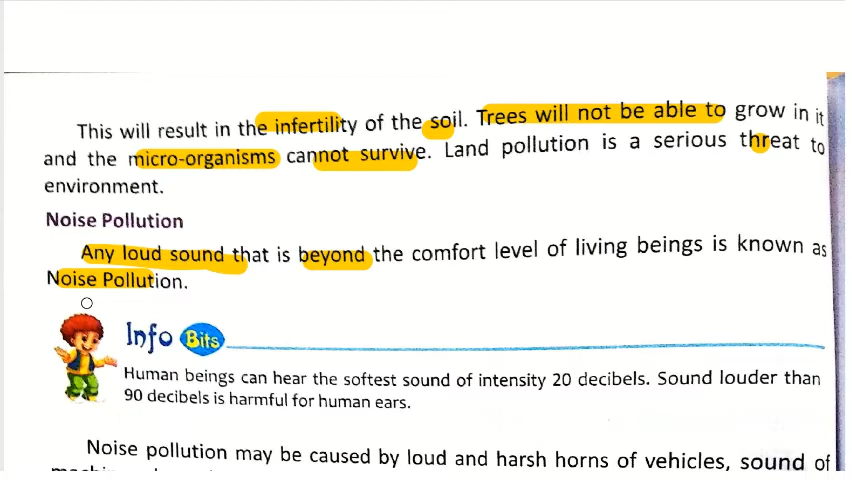 This will result in the infertility of the soil. Trees will not be able to grow in it
and the micro-organisms cannot survive. Land pollution is a serious threat to
environment.
Noise Pollution
Any loud sound that is beyond the comfort level of living beings is known as
Noise Pollution.
Info Bits
Human beings can hear the softest sound of intensity 20 decibels. Sound louder than
90 decibels is harmful for human ears.
Noise pollution may be caused by loud and harsh horns of vehicles, sound of